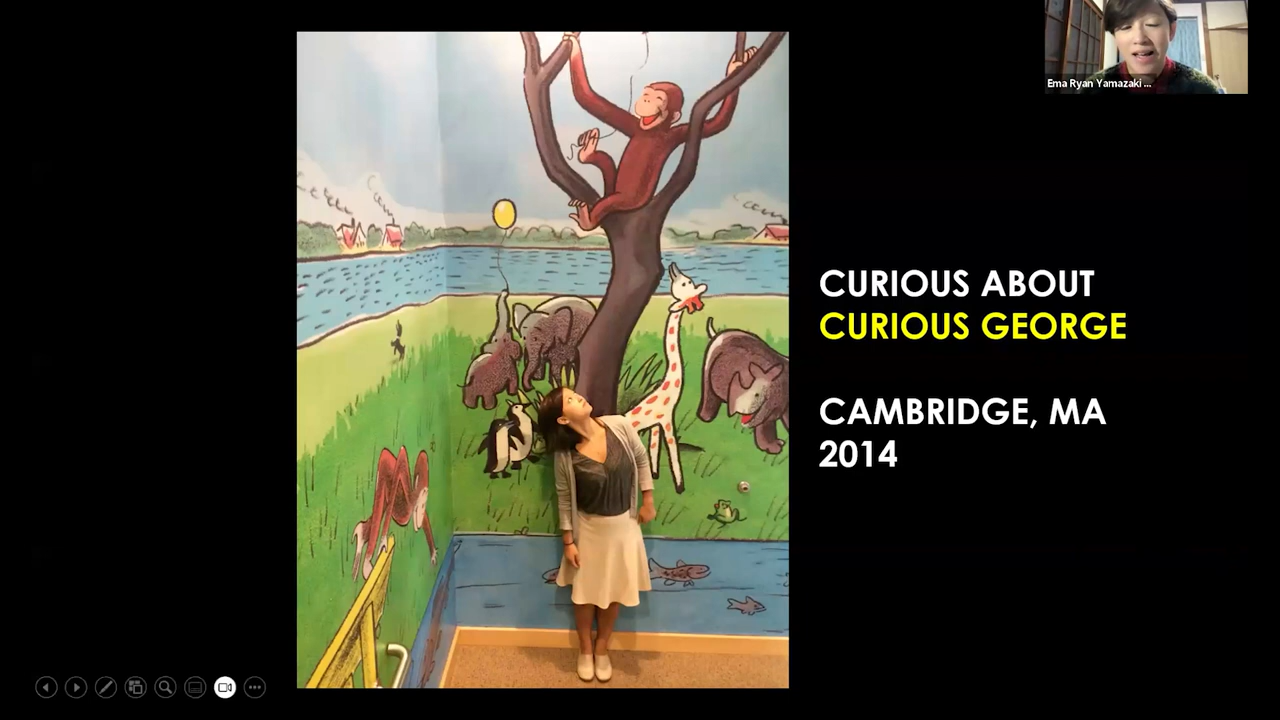 Ema Ryan Yamazaki ...
CURIOUS ABOUT
CURIOUS GEORGE
CAMBRIDGE, MA
2014